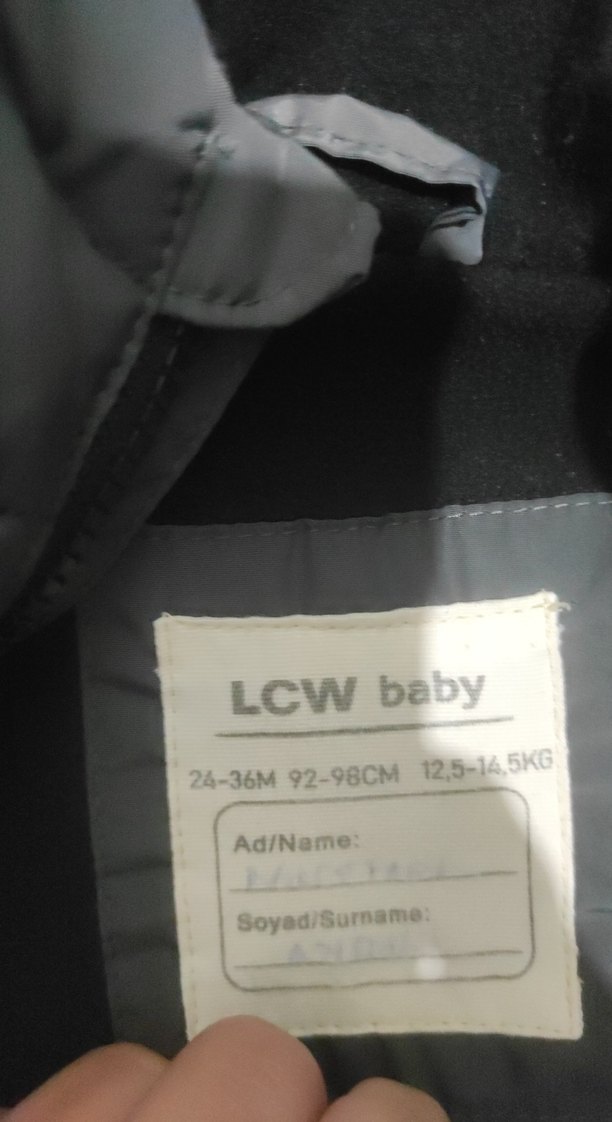 LCW baby
24-36M 92-98CM 12,5-14,5KG
Ad/Name:
Soyad/Surname: